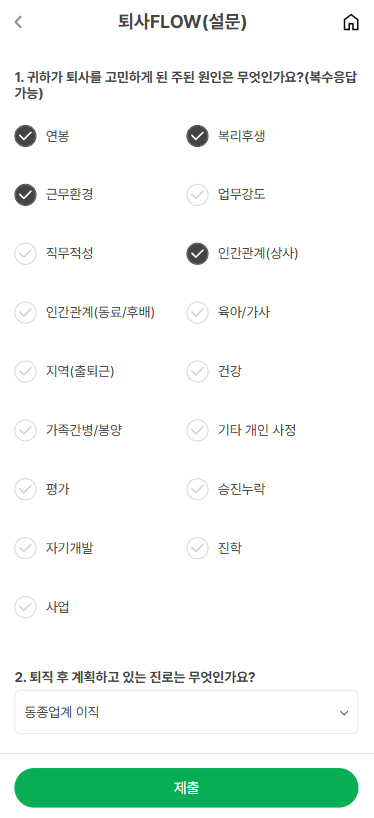 퇴사FLOW(설문)
1. 귀하가 퇴사를 고민하게 된 주된 원인은 무엇인가요?(복수응답
가능)
연봉
복리후생
근무환경
업무강도
직무적성
인간관계(상사)
인간관계(동료/후배)
육아/가사
지역(출퇴근)
건강
가족간병/봉양
기타 개인 사정
평가
승진누락
자기개발
진학
사업
2. 퇴직 후 계획하고 있는 진로는 무엇인가요?
동종업계 이직
제출